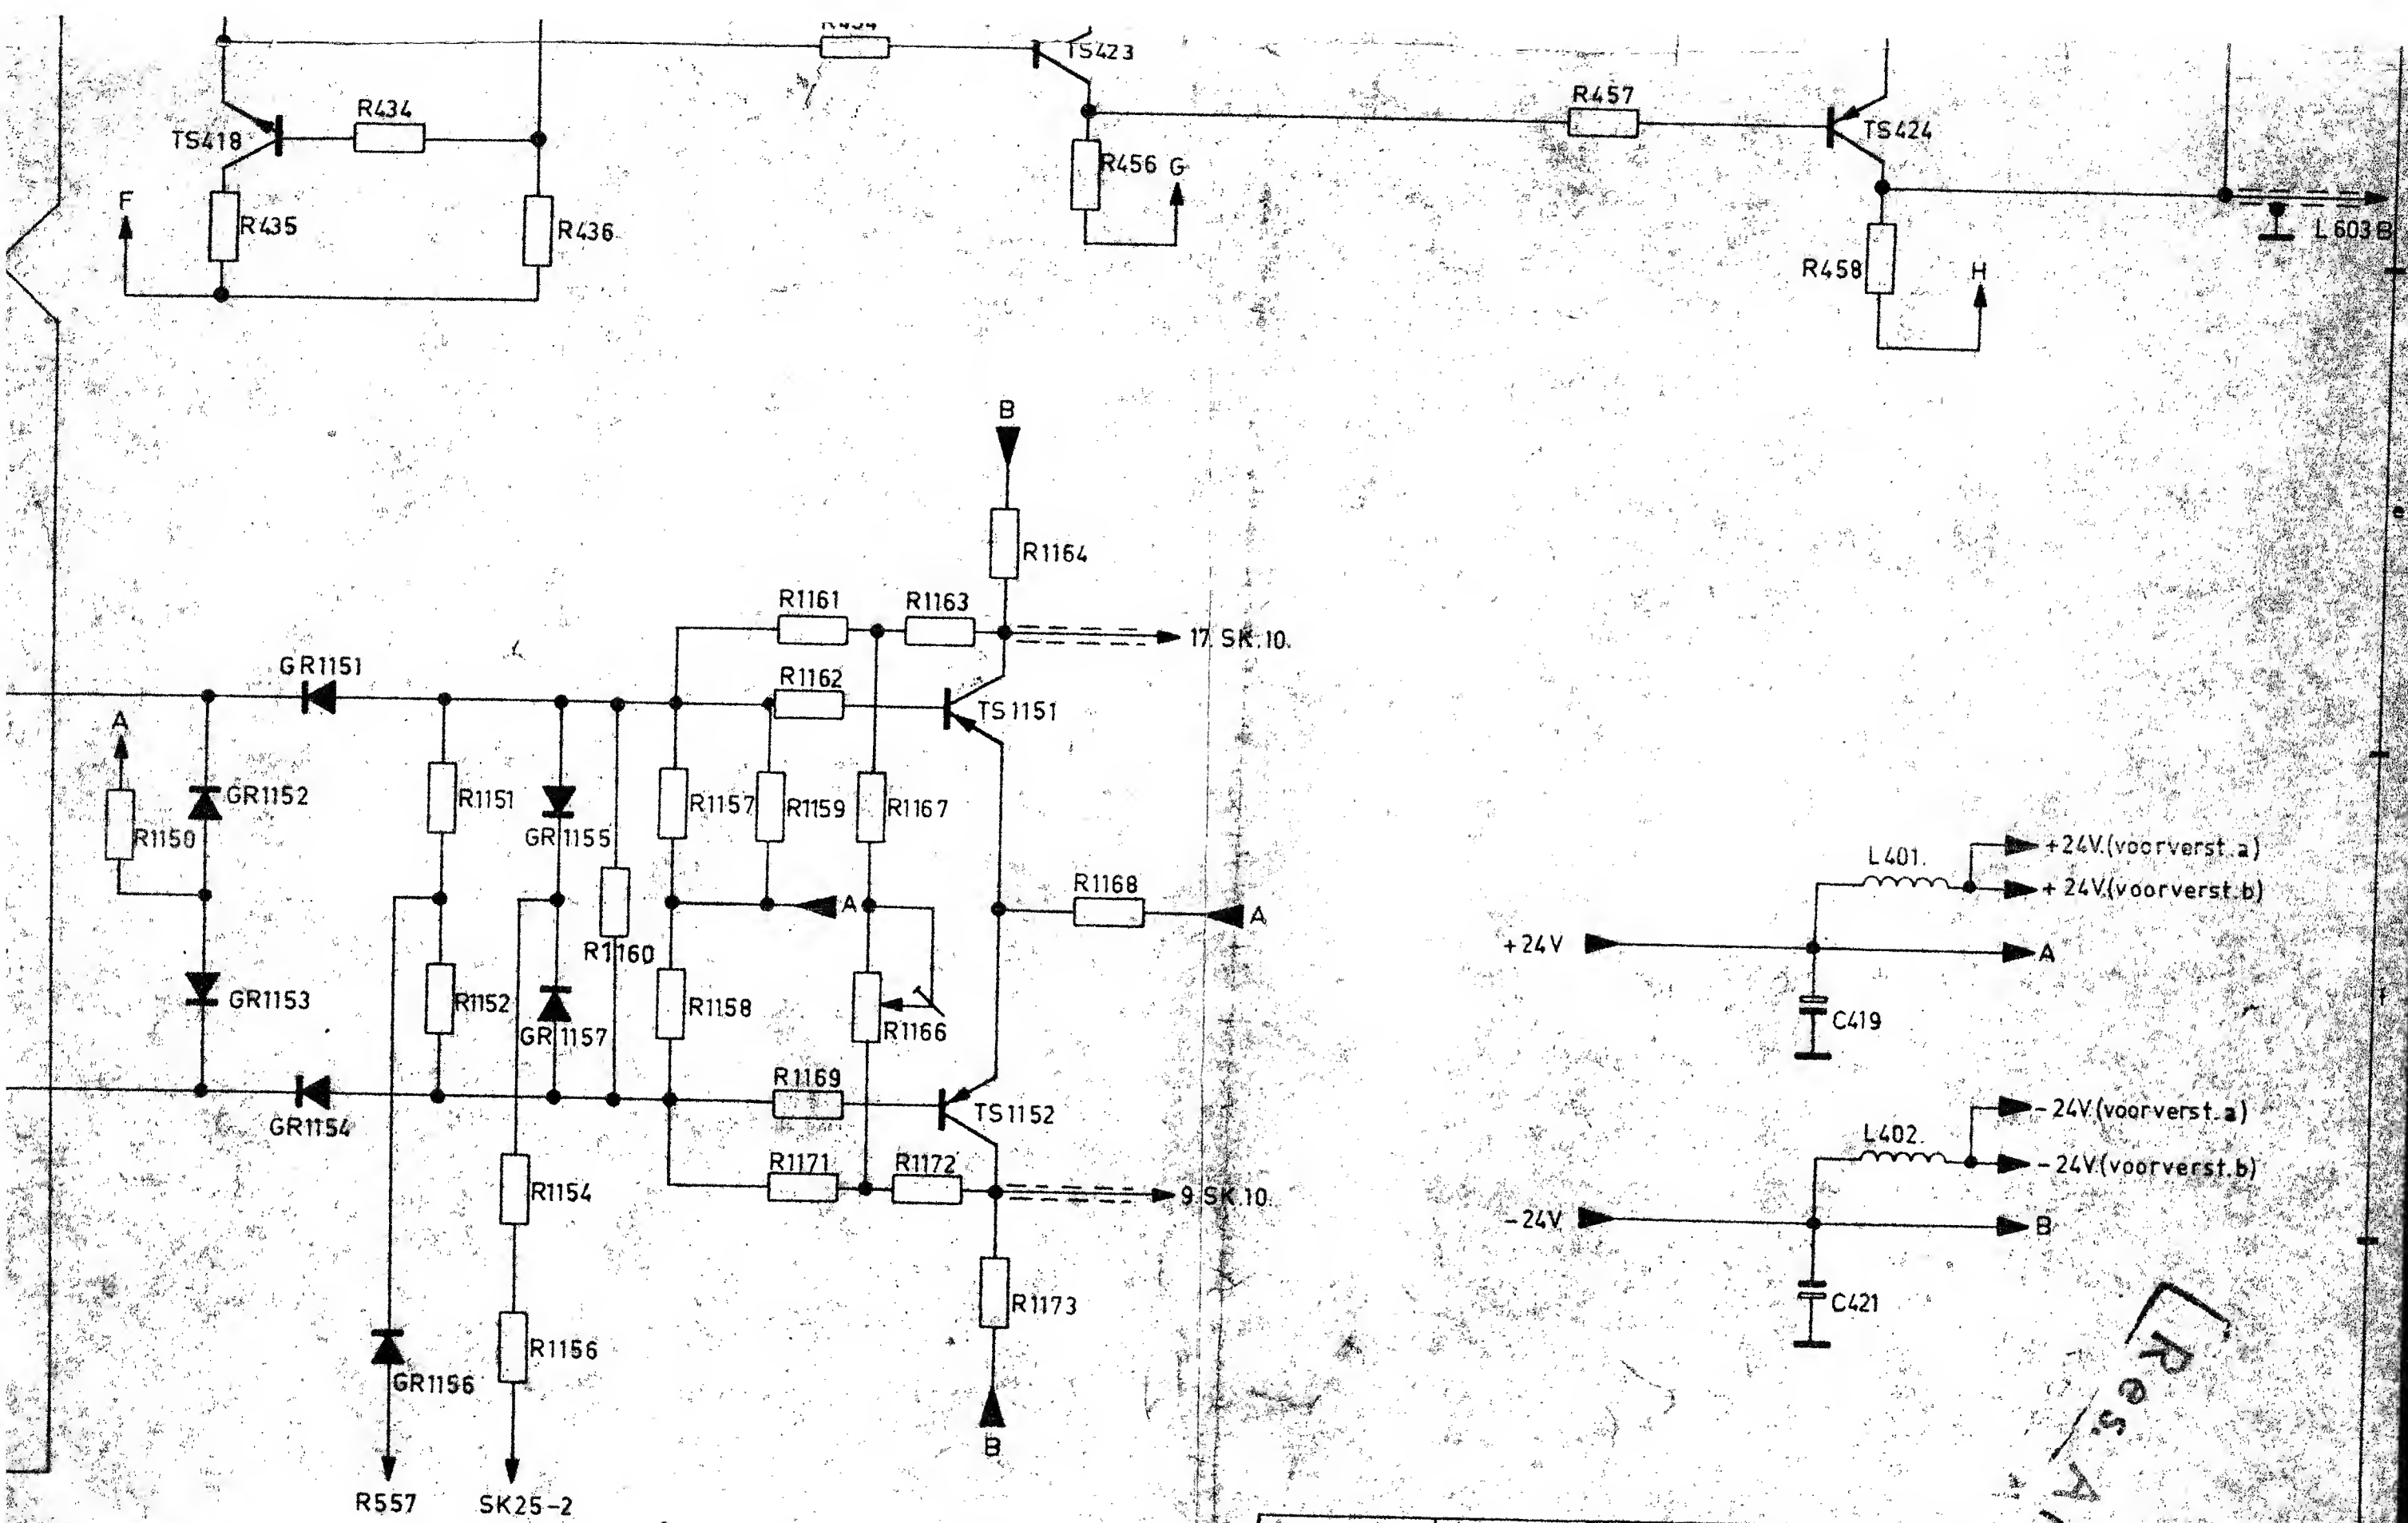 TS423
R434
R457
TS418
TS424
R456 G
F
R435
R436
L603B
R458
H
B
R1164
R1161
R1163
17. SK.10.
GR1151
R1162
TS1151
A
GR1152
R1151
R1157
R1159
R1167
R1150
GR1155
+24V.(voorverst.a)
L401.
R1168
+24V.(voorverst.b)
A
A
R1160
+24V
A
GR1153
R1152
R1158
C419
R1166
GR1157
R1169
TS1152
-24V.(voorverst.a)
GR1154
L402.
R1171
R1172
-24V.(voorverst.b)
R1154
9.SK.10.
-24V
B
R1173
C421
R1156
GR1156
Res
B
R557
SK25-2